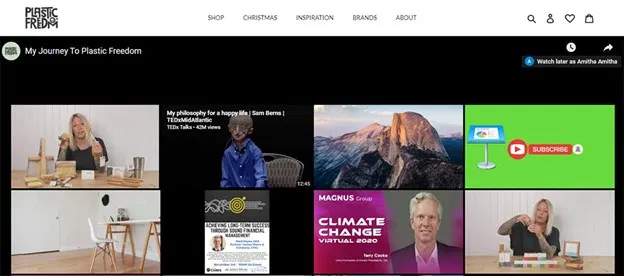 PLASTIC
FREEDOM
SHOP CHRISTMAS INSPIRATION BRANDS ABOUT
My Journey To Plastic Freedom
Watch later as Amitha Amitha
My philosophy for a happy life | Sam Berns |
TEDxMidAtlantic
TEDx Talks • 42M views
12:45
SUBSCRIBE
ACHIEVING LONG-TERM SUCCESS
THROUGH SOUND FINANCIAL
MANAGEMENT
MAGNUS Group
CLIMATE
CHANGE
VIRTUAL 2020
Terry Cooke